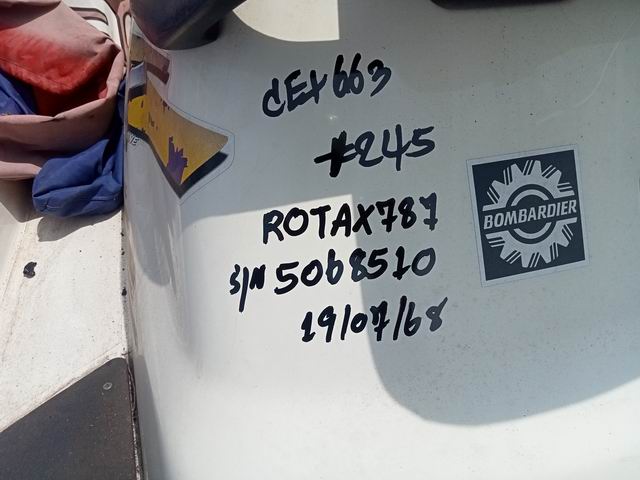 CEX663
#245
ROTAX787
S/N 5068510
19/07/68
BOMBARDIER